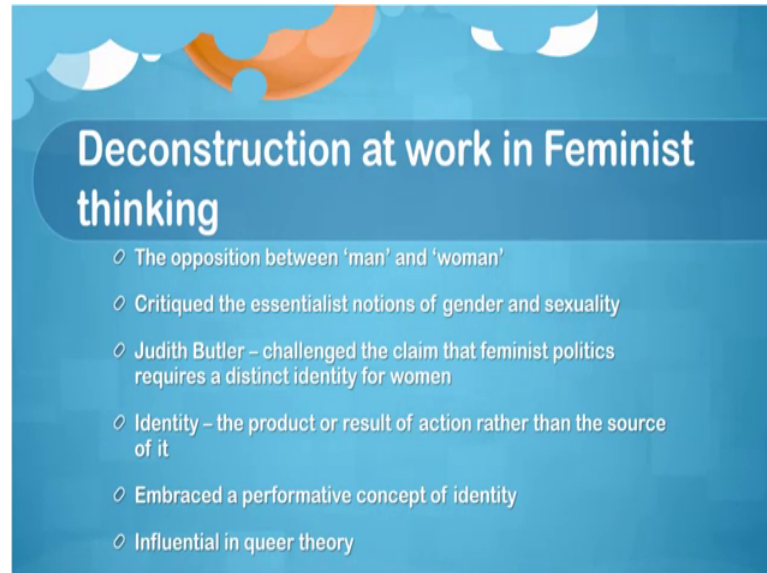 Deconstruction at work in Feminist
thinking
The opposition between ‘man’ and ‘woman’
Critiqued the essentialist notions of gender and sexuality
Judith Butler – challenged the claim that feminist politics
requires a distinct identity for women
Identity – the product or result of action rather than the source
of it
Embraced a performative concept of identity
Influential in queer theory